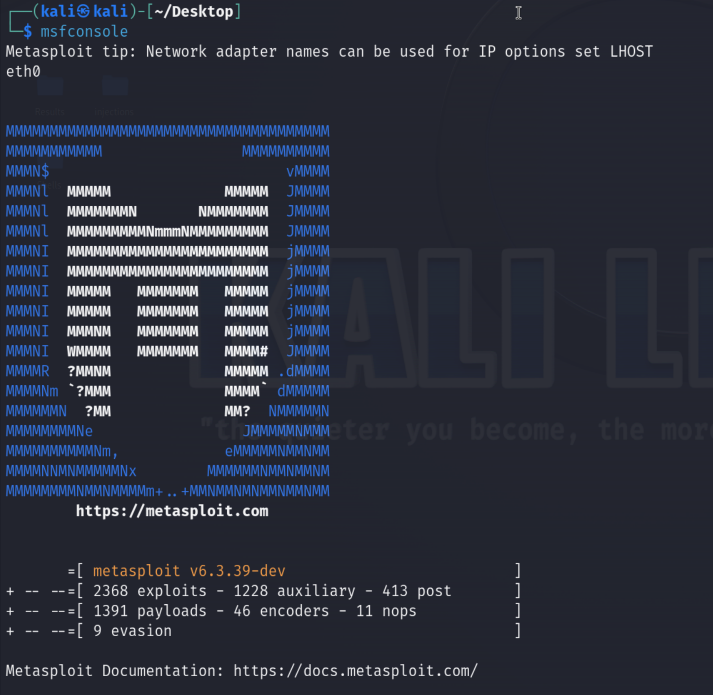 ┌──(kali㉿kali)-[~/Desktop]
└─$ msfconsole
Metasploit tip: Network adapter names can be used for IP options set LHOST
eth0
MMMMMMMMMMMMMMMMMMMMMMMMMMMMMMMMMMMMM
MMMMMMMMMMM                MMMMMMMMMM
MMMN$                           vMMMM
MMMNl  MMMMM             MMMMM  JMMMM
MMMNl  MMMMMMMN       NMMMMMMM  JMMMM
MMMNl  MMMMMMMMMNmmmNMMMMMMMMM  JMMMM
MMMNI  MMMMMMMMMMMMMMMMMMMMMMM  jMMMM
MMMNI  MMMMMMMMMMMMMMMMMMMMMMM  jMMMM
MMMNI  MMMMM   MMMMMMM   MMMMM  jMMMM
MMMNI  MMMMM   MMMMMMM   MMMMM  jMMMM
MMMNI  MMMNM   MMMMMMM   MMMMM  jMMMM
MMMNI  WMMMM   MMMMMMM   MMMM#  JMMMM
MMMMR  ?MMNM             MMMMM .dMMMM
MMMMNm `?MMM             MMMM` dMMMMM
MMMMMMN  ?MM             MM?  NMMMMMN
MMMMMMMMNe                 JMMMMMNMMM
MMMMMMMMMMNm,            eMMMMMNMMNMM
MMMMNNMNMMMMMNx        MMMMMMNMMNMMNM
MMMMMMMMNMMNMMMMm+..+MMNMMNMNMMNMMNMM
https://metasploit.com
=[ metasploit v6.3.39-dev                          ]
+ -- --=[ 2368 exploits - 1228 auxiliary - 413 post       ]
+ -- --=[ 1391 payloads - 46 encoders - 11 nops           ]
+ -- --=[ 9 evasion                                       ]
Metasploit Documentation: https://docs.metasploit.com/
KALI LI
"the quieter you become, the more